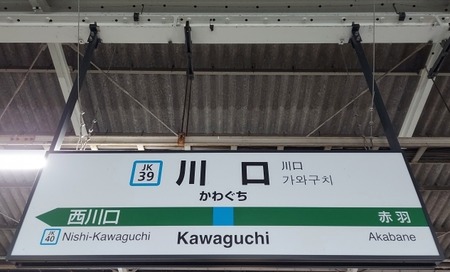 JK
39
川口
川口
가와구치
かわぐち
西川口
赤羽
JK
40
Nishi-Kawaguchi
Kawaguchi
Akabane